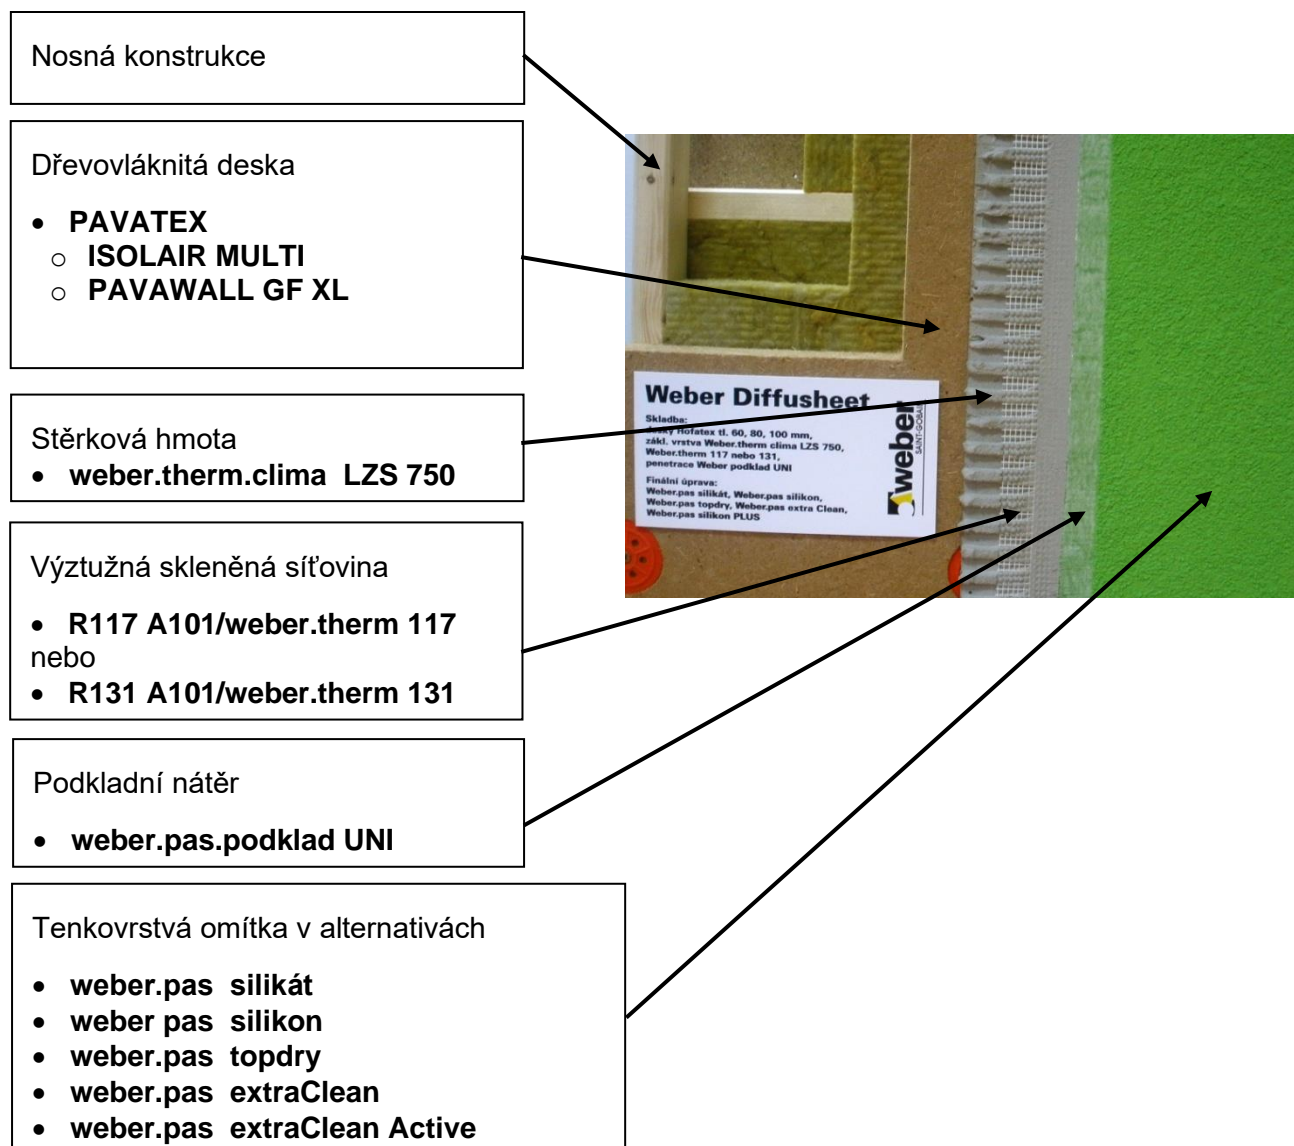 Nosná konstrukce
Dřevovláknitá deska
• PAVATEX
○ ISOLAIR MULTI
○ PAVAWALL GF XL
Stěrková hmota
• weber.therm.clima LZS 750
Výztužná skleněná síťovina
• R117 A101/weber.therm 117
nebo
• R131 A101/weber.therm 131
Podkladní nátěr
• weber.pas.podklad UNI
Tenkovrstvá omítka v alternativách
• weber.pas silikát
• weber pas silikon
• weber.pas topdry
• weber.pas extraClean
• weber.pas extraClean Active
Weber Diffusheet
Skladba:
desky Hofatex tl. 60, 80, 100 mm,
zákl. vrstva Weber.therm clima LZS 750,
Weber.therm 117 nebo 131,
penetrace Weber podklad UNI
Finální úprava:
Weber.pas silikát, Weber.pas silikon,
Weber.pas topdry, Weber.pas extra Clean,
Weber.pas silikon PLUS
weber
SAINT-GOBAIN